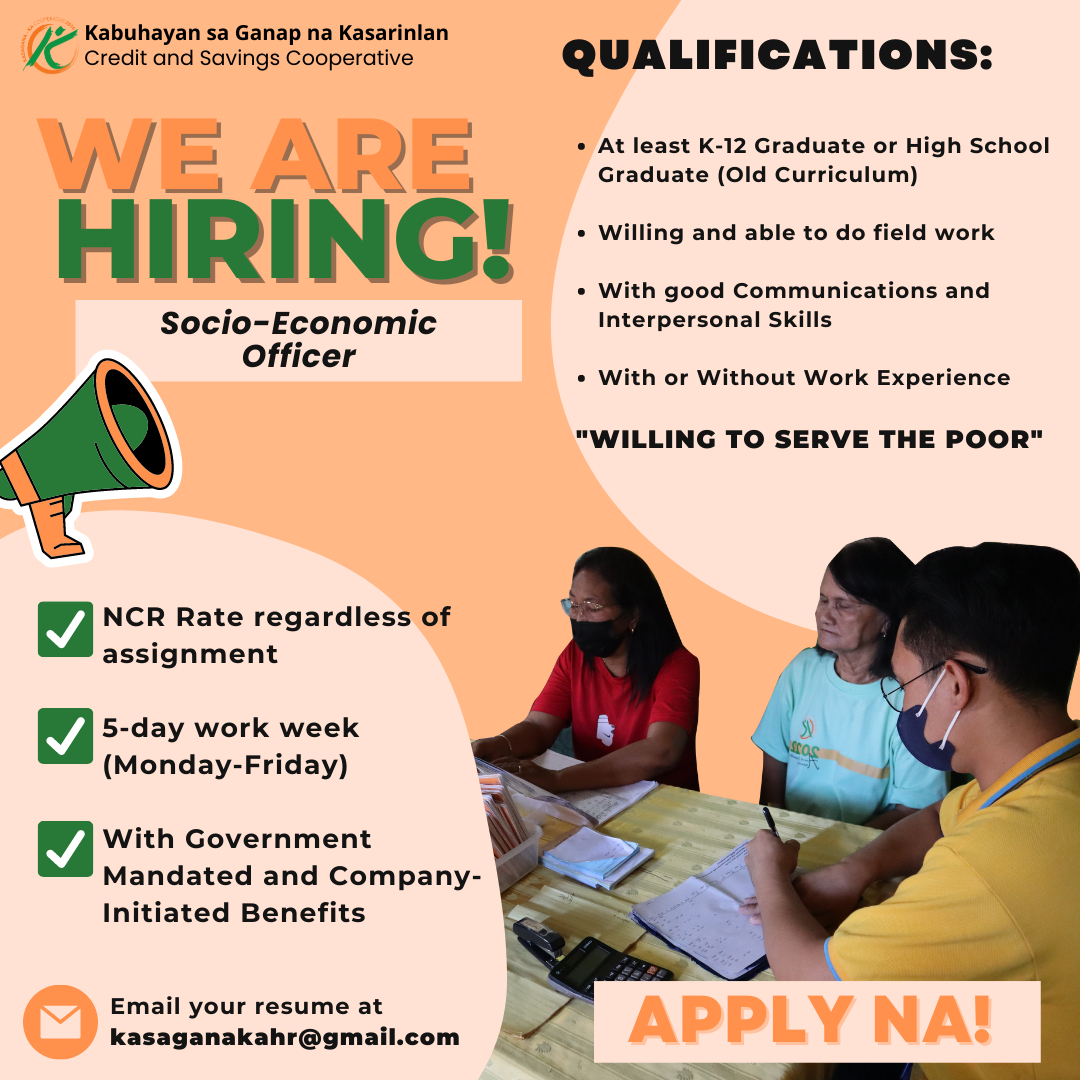 Kabuhayan sa Ganap na Kasarinlan
Credit and Savings Cooperative
WE ARE
HIRING!
Socio-Economic
Officer
QUALIFICATIONS:
• At least K-12 Graduate or High School
Graduate (Old Curriculum)
• Willing and able to do field work
• With good Communications and
Interpersonal Skills
• With or Without Work Experience
"WILLING TO SERVE THE POOR"
NCR Rate regardless of
assignment
5-day work week
(Monday-Friday)
With Government
Mandated and Company-
Initiated Benefits
Email your resume at
kasaganakahr@gmail.com
APPLY NA!